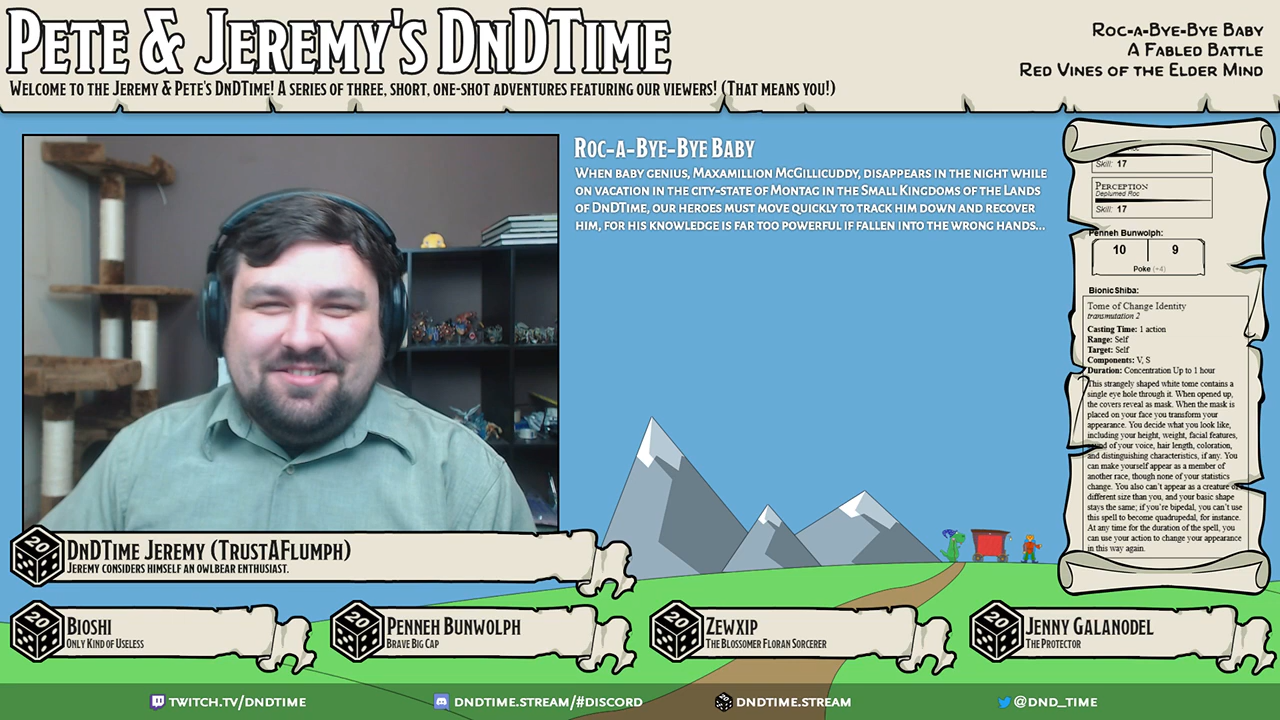 Pete & Jeremy's DnDTime
Welcome to the Jeremy & Pete's DnDTime! A series of three, short, one-shot adventures featuring our viewers! (That means you!)
Roc-a-Bye-Bye Baby
A Fabled Battle
Red Vines of the Elder Mind
Roc-a-Bye-Bye Baby
When baby genius, Maxamillion McGillicuddy, disappears in the night while
on vacation in the city-state of Montag in the Small Kingdoms of the Lands
of DnDTime, our heroes must move quickly to track him down and recover
him, for his knowledge is far too powerful if fallen into the wrong hands...
Skill: 17
Perception
Deplumed Roc
Skill: 17
Penneh Bunwolph:
10 9
Poke (+4)
BionicShiba:
Tome of Change Identity
transmutation 2
Casting Time: 1 action
Range: Self
Target: Self
Components: V, S
Duration: Concentration Up to 1 hour
This strangely shaped white tome contains a
single eye hole through it. When opened up,
the covers reveal as mask. When the mask is
placed on your face you transform your
appearance. You decide what you look like,
including your height, weight, facial features,
of your voice, hair length, coloration,
and distinguishing characteristics, if any. You
can make yourself appear as a member of
another race, though none of your statistics
change. You also can't appear as a creature of
different size than you, and your basic shape
stays the same; if you're bipedal, you can't use
this spell to become quadrupedal, for instance.
At any time for the duration of the spell, you
can use your action to change your appearance
in this way again.
20
DnDTime Jeremy (TrustAFlumph)
Jeremy considers himself an owlbear enthusiast.
20
Bioshi
Only Kind of Useless
20
Penneh Bunwolph
Brave Big Cap
20
Zewxip
The Blossomer Floran Sorcerer
20
Jenny Galanodel
The Protector
twitch.tv/dndtime
dndtime.stream/#discord
dndtime.stream
@dnd_time